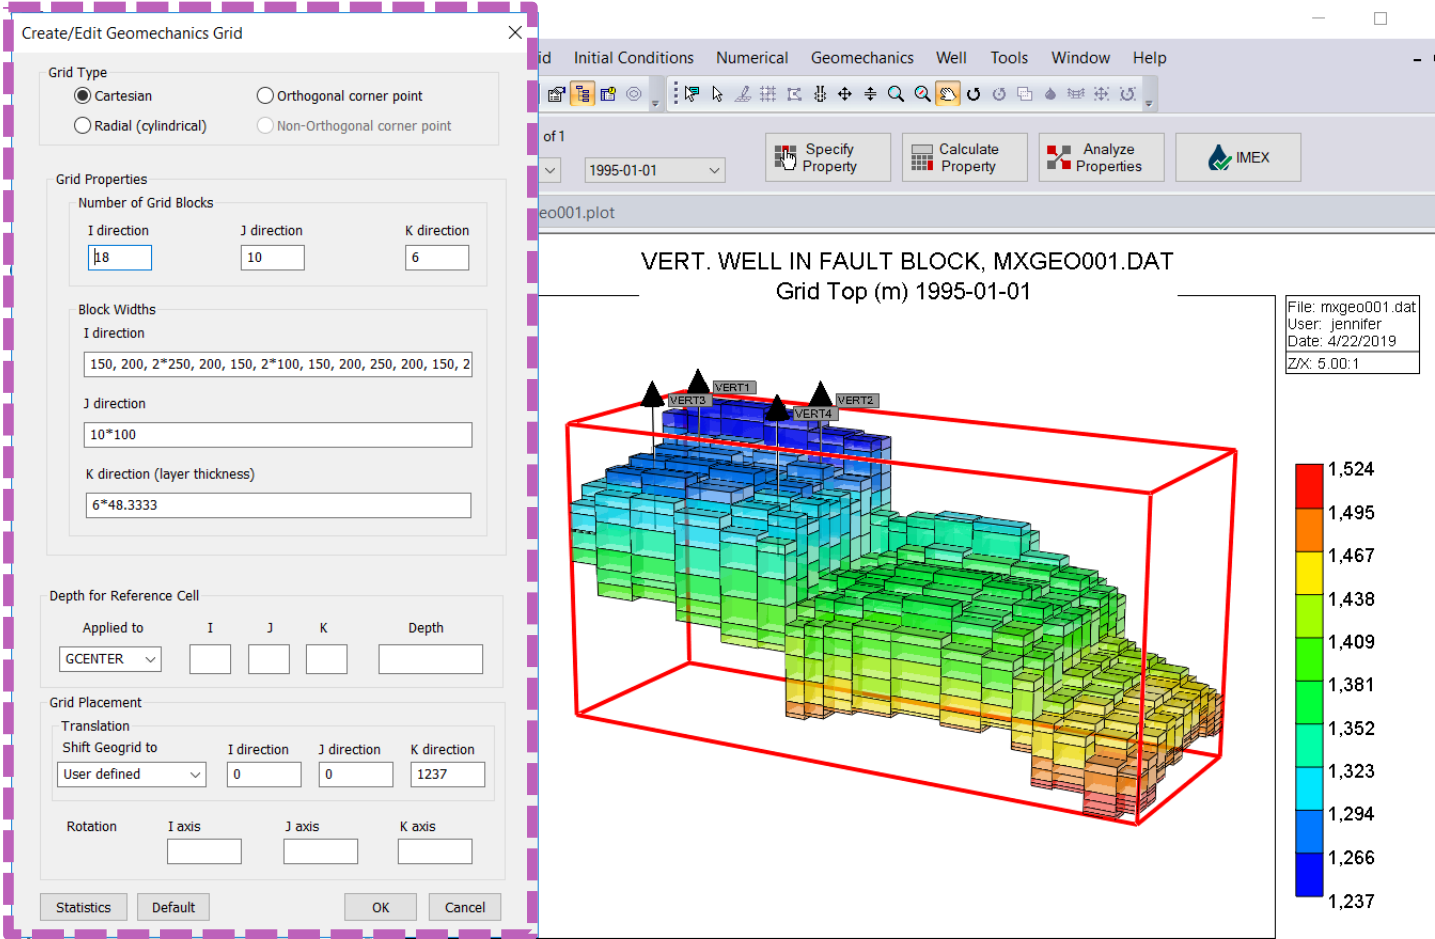 Create/Edit Geomechanics Grid
Grid Type
Cartesian
Orthogonal corner point
Radial (cylindrical)
Non-Orthogonal corner point
Grid Properties
Number of Grid Blocks
I direction J direction K direction
18 10 6
Block Widths
I direction
150, 200, 2*250, 200, 150, 2*100, 150, 200, 250, 200, 150, 2
J direction
10*100
K direction (layer thickness)
6*48.3333
Depth for Reference Cell
Applied to I J K Depth
GCENTER
Grid Placement
Translation
Shift Geogrid to I direction J direction K direction
User defined 0 0 1237
Rotation I axis J axis K axis
Statistics Default OK Cancel
id Initial Conditions Numerical Geomechanics Well Tools Window Help
of 1
1995-01-01
Specify Property
Calculate Property
Analyze Properties
IMEX
eo001.plot
VERT. WELL IN FAULT BLOCK, MXGEO001.DAT
Grid Top (m) 1995-01-01
File: mxgeo001.dat
User: jennifer
Date: 4/22/2019
Z/X: 5.00:1
VERT1
VERT3
VERT2
VERT4
1,524
1,495
1,467
1,438
1,409
1,381
1,352
1,323
1,294
1,266
1,237